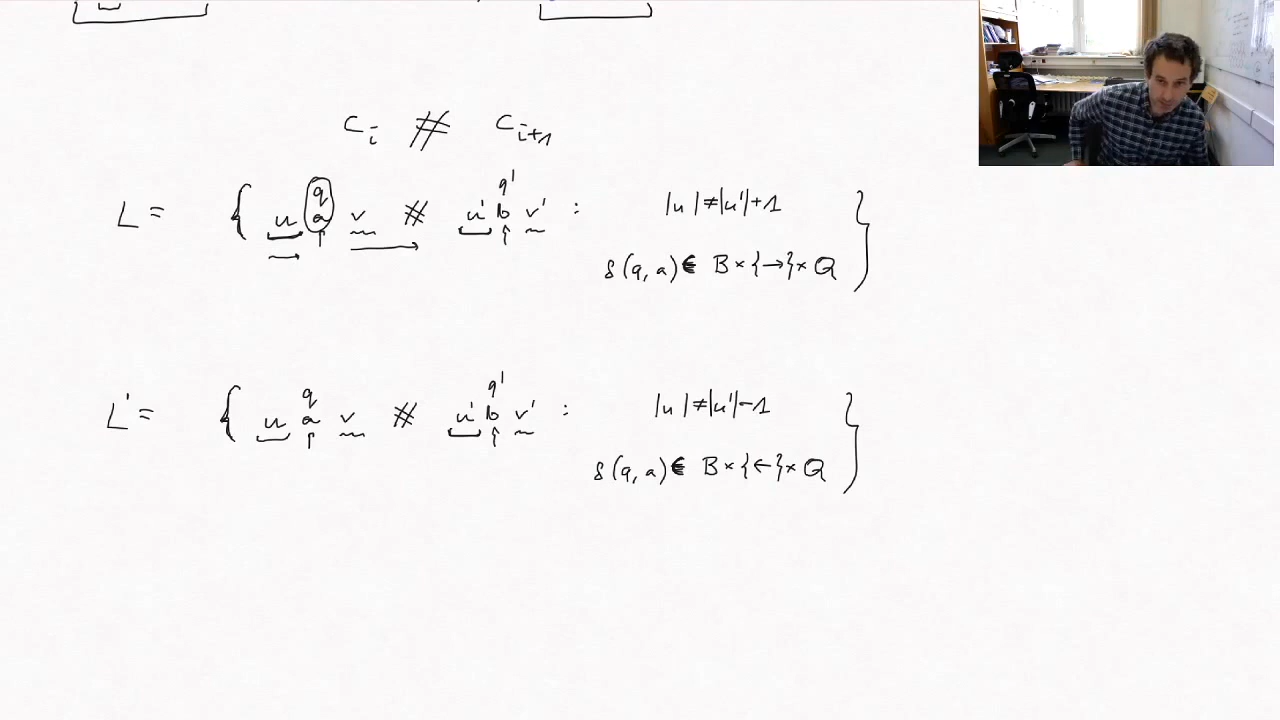 c_i # c_{i+1}
q q'
L = { u a v # u' b v' : |u| ≠ |u'| + 1
δ(q, a) ∈ B × {→} × Q }
q q'
L' = { u a v # u' b v' : |u| ≠ |u'| - 1
δ(q, a) ∈ B × {←} × Q }